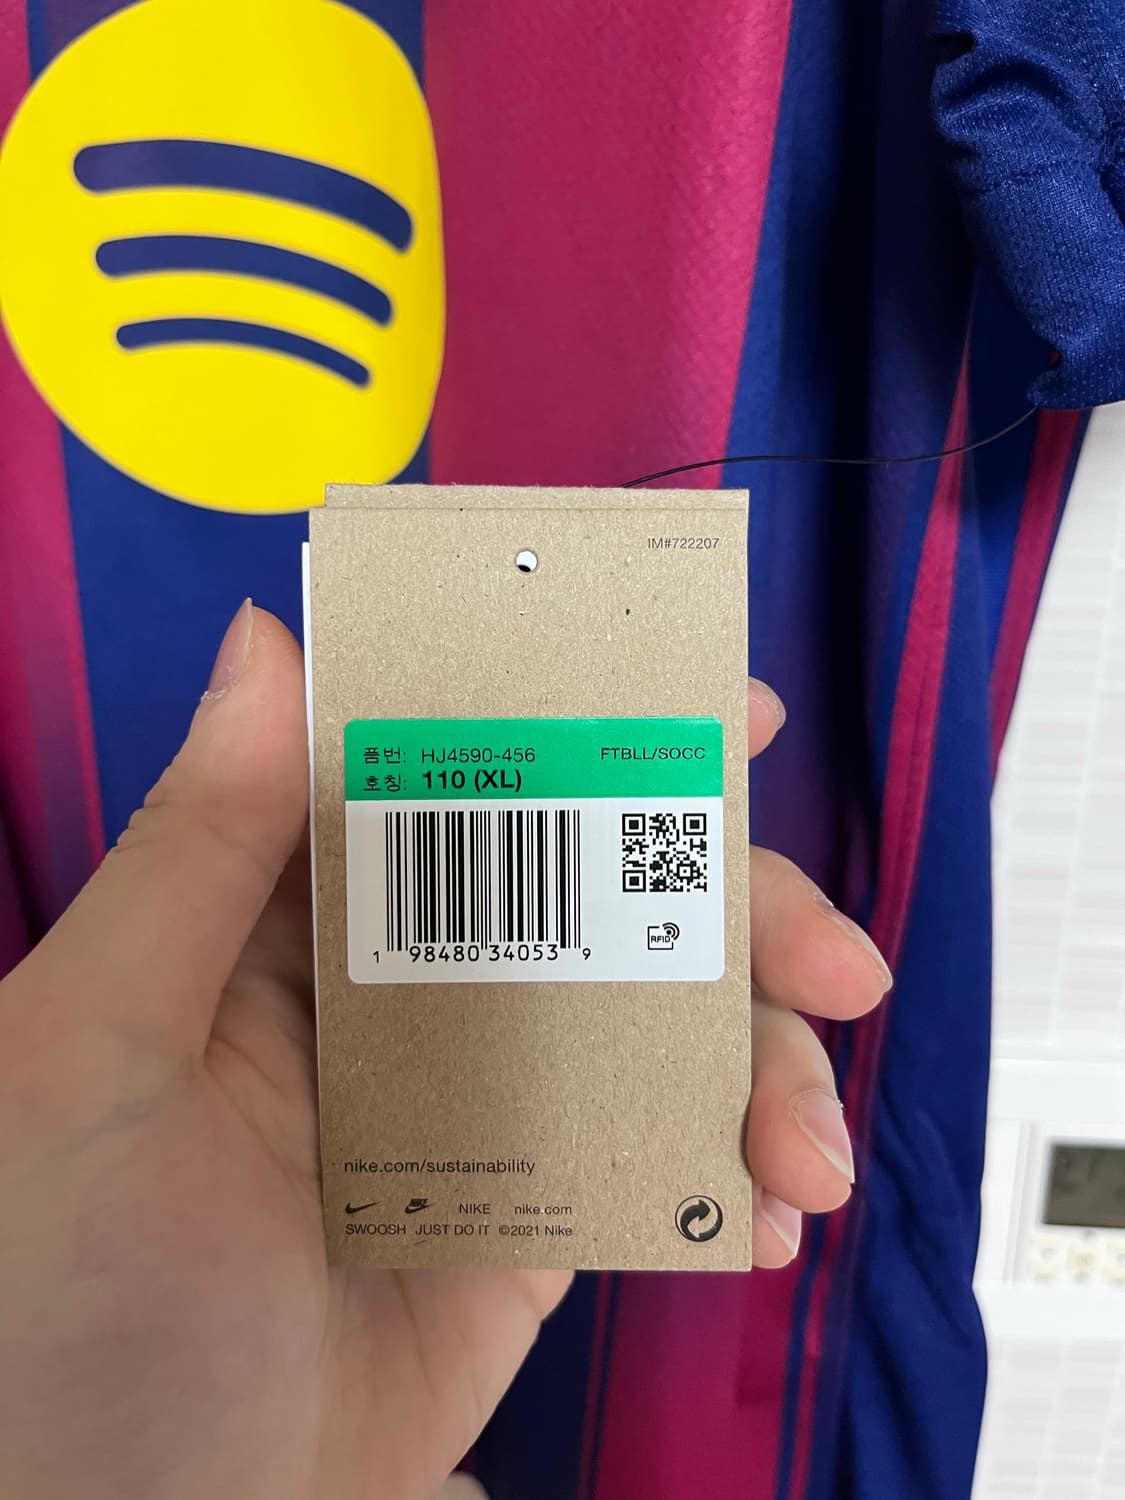 IM#722207
품번: HJ4590-456 FTBLL/SOCC
호칭: 110 (XL)
RFID
1 98480 34053 9
nike.com/sustainability
NIKE nike.com
SWOOSH JUST DO IT ©2021 Nike